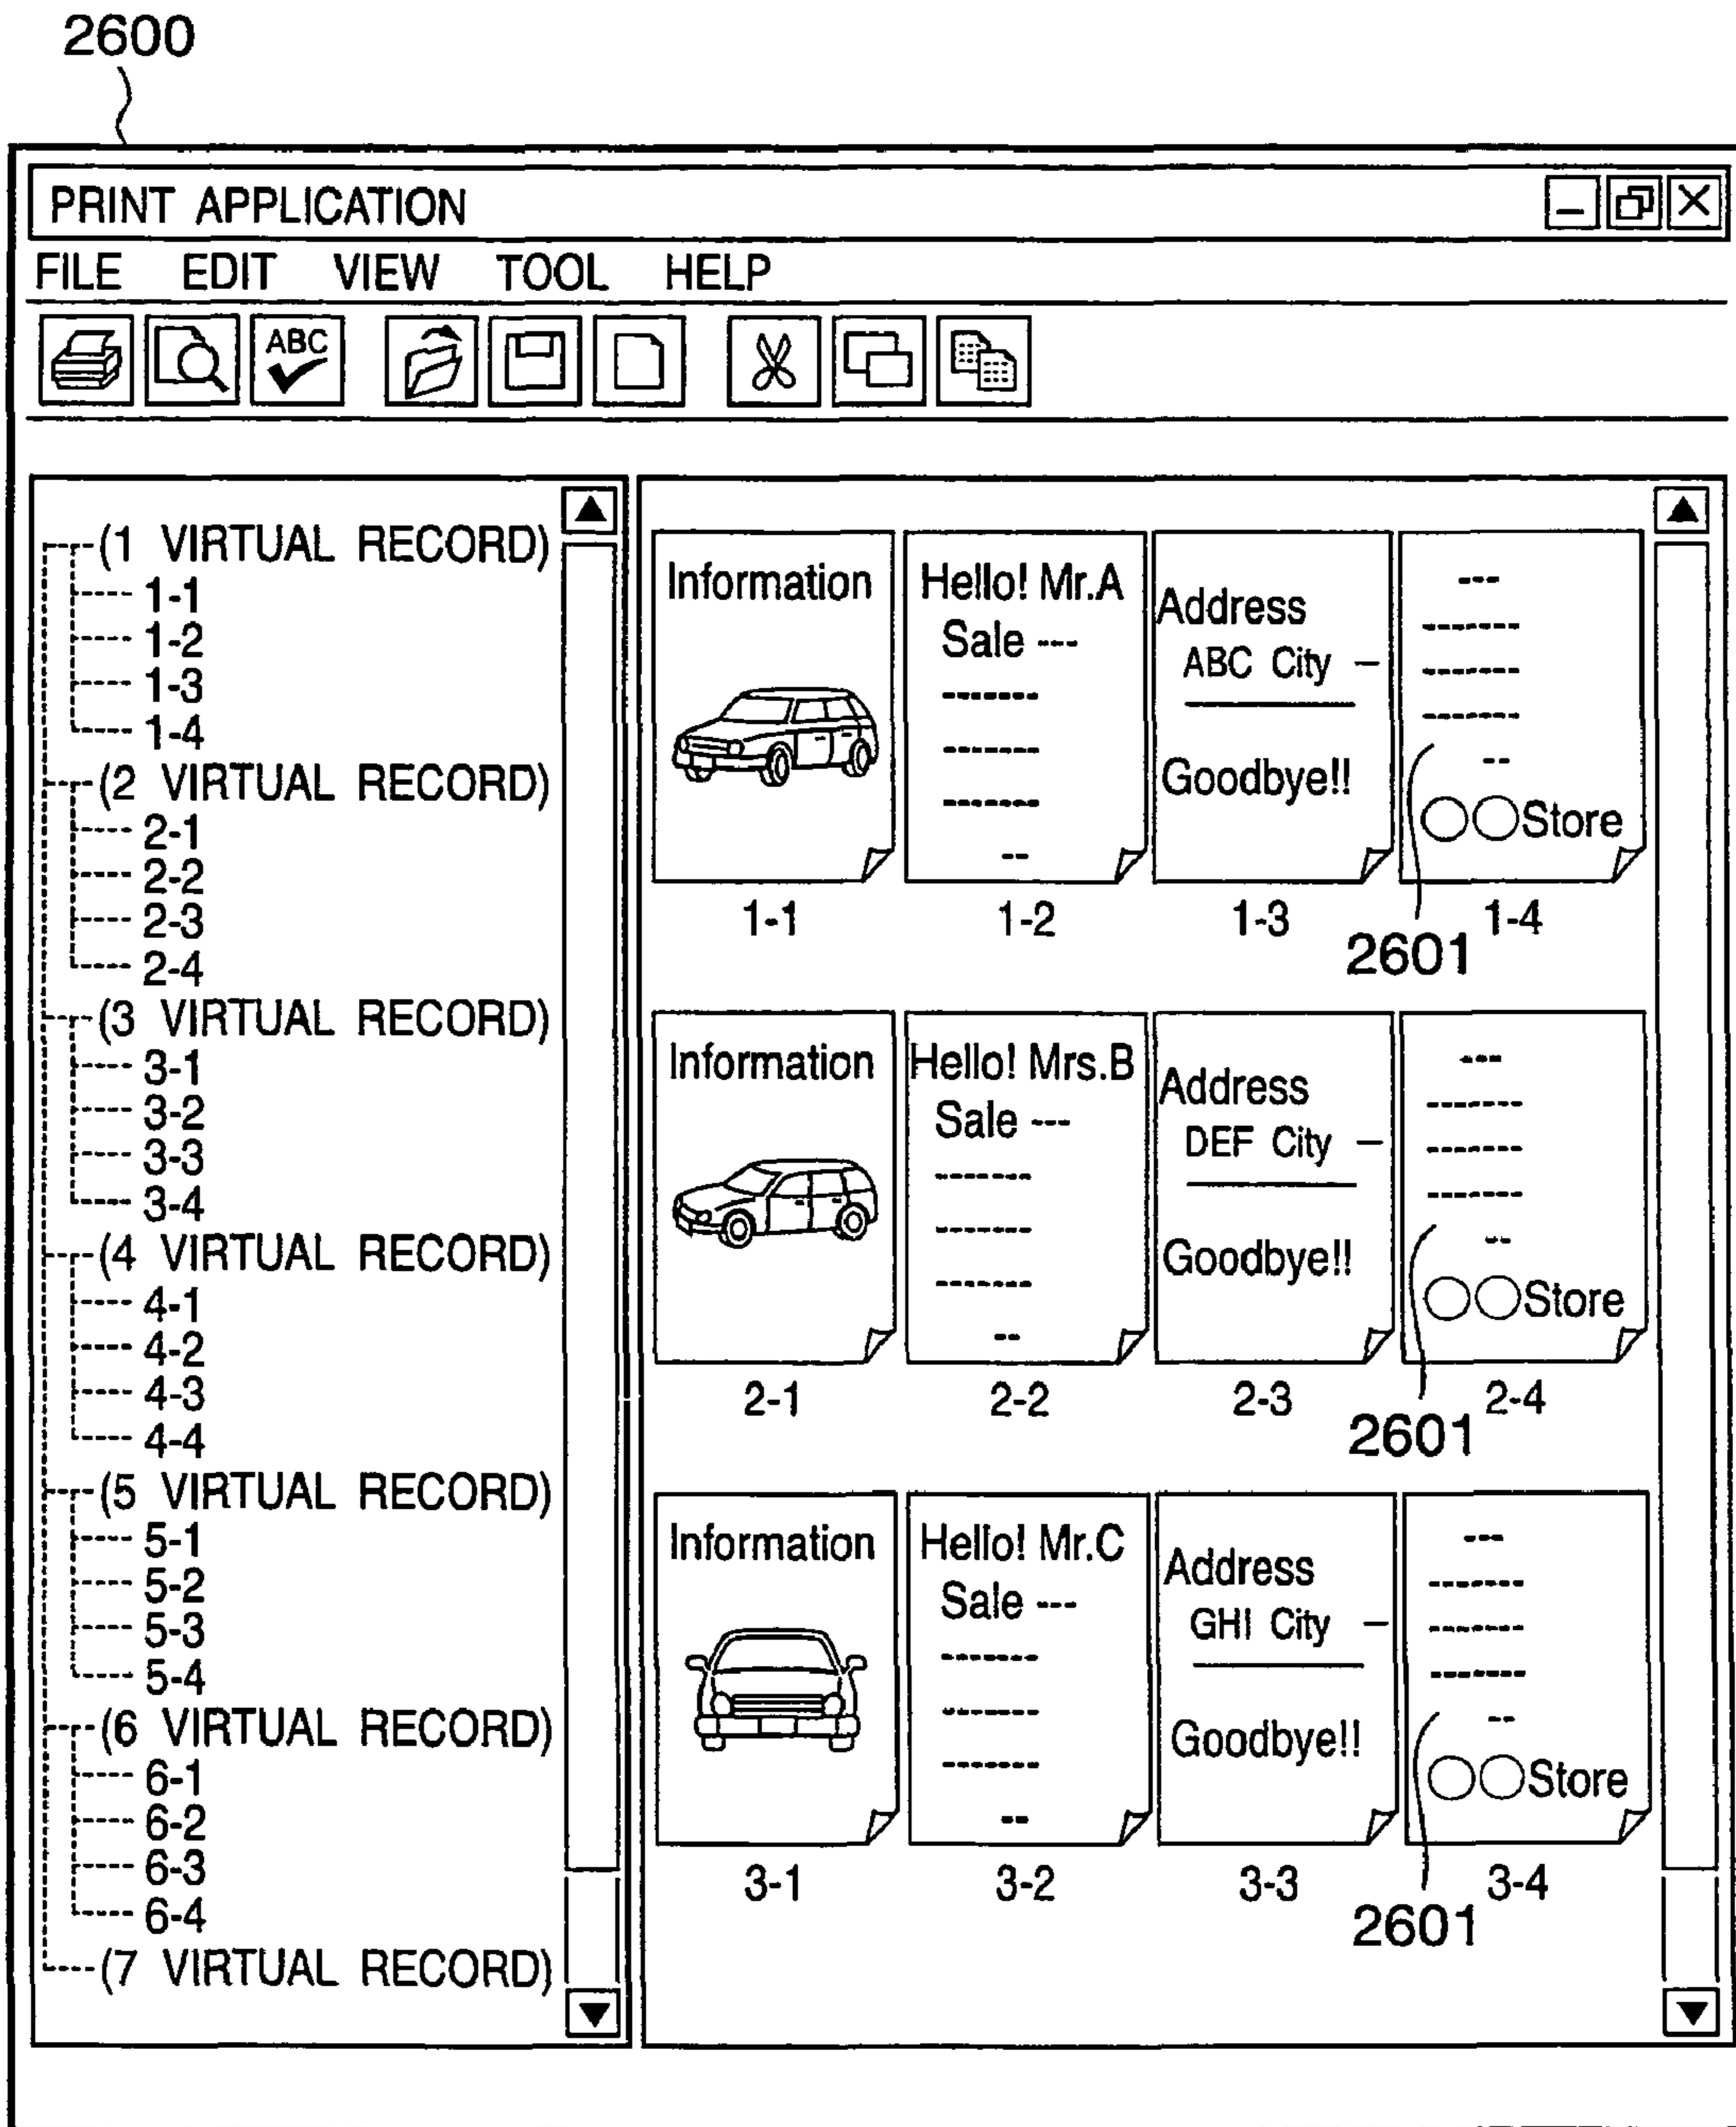 2600
PRINT APPLICATION
FILE EDIT VIEW TOOL HELP
ABC
(1 VIRTUAL RECORD)
1-1
1-2
1-3
1-4
(2 VIRTUAL RECORD)
2-1
2-2
2-3
2-4
(3 VIRTUAL RECORD)
3-1
3-2
3-3
3-4
(4 VIRTUAL RECORD)
4-1
4-2
4-3
4-4
(5 VIRTUAL RECORD)
5-1
5-2
5-3
5-4
(6 VIRTUAL RECORD)
6-1
6-2
6-3
6-4
(7 VIRTUAL RECORD)
Information
1-1
Hello! Mr.A
Sale ---
1-2
Address
ABC City –
Goodbye!!
1-3
○○Store
1-4
2601
Information
2-1
Hello! Mrs.B
Sale ---
2-2
Address
DEF City –
Goodbye!!
2-3
○○Store
2-4
2601
Information
3-1
Hello! Mr.C
Sale ---
3-2
Address
GHI City –
Goodbye!!
3-3
○○Store
3-4
2601